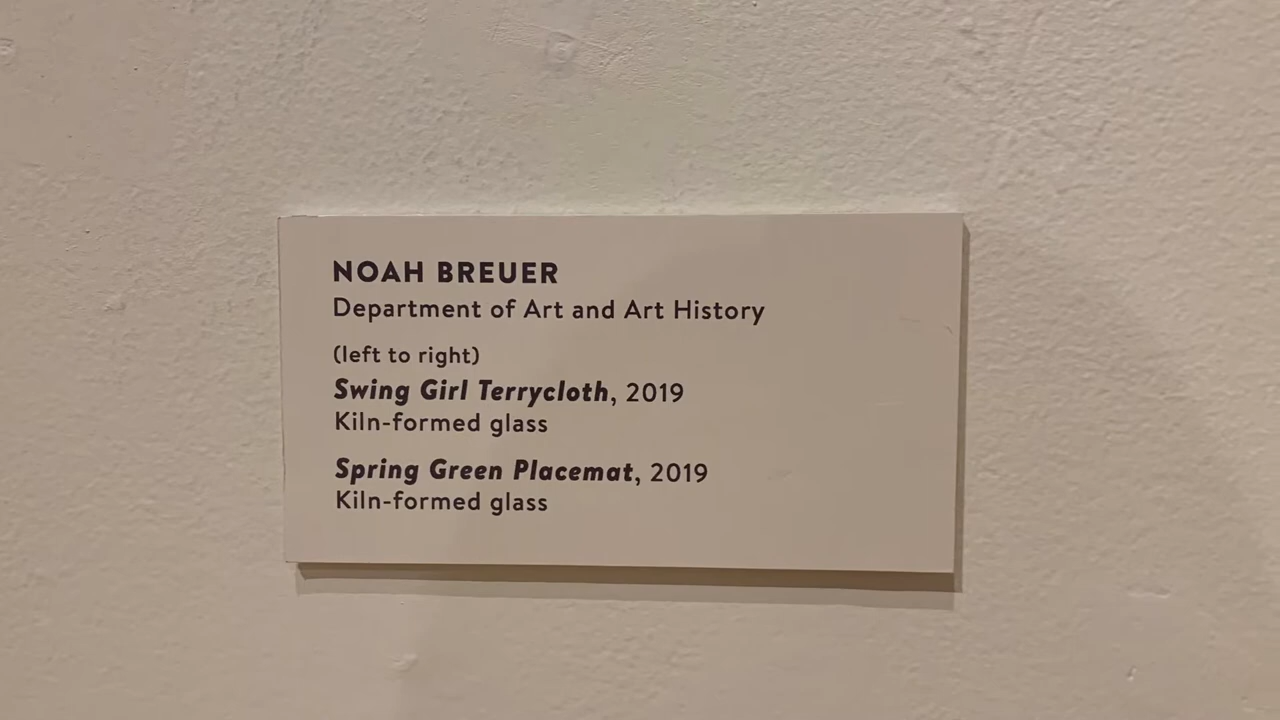 NOAH BREUER
Department of Art and Art History
(left to right)
Swing Girl Terrycloth, 2019
Kiln-formed glass
Spring Green Placemat, 2019
Kiln-formed glass